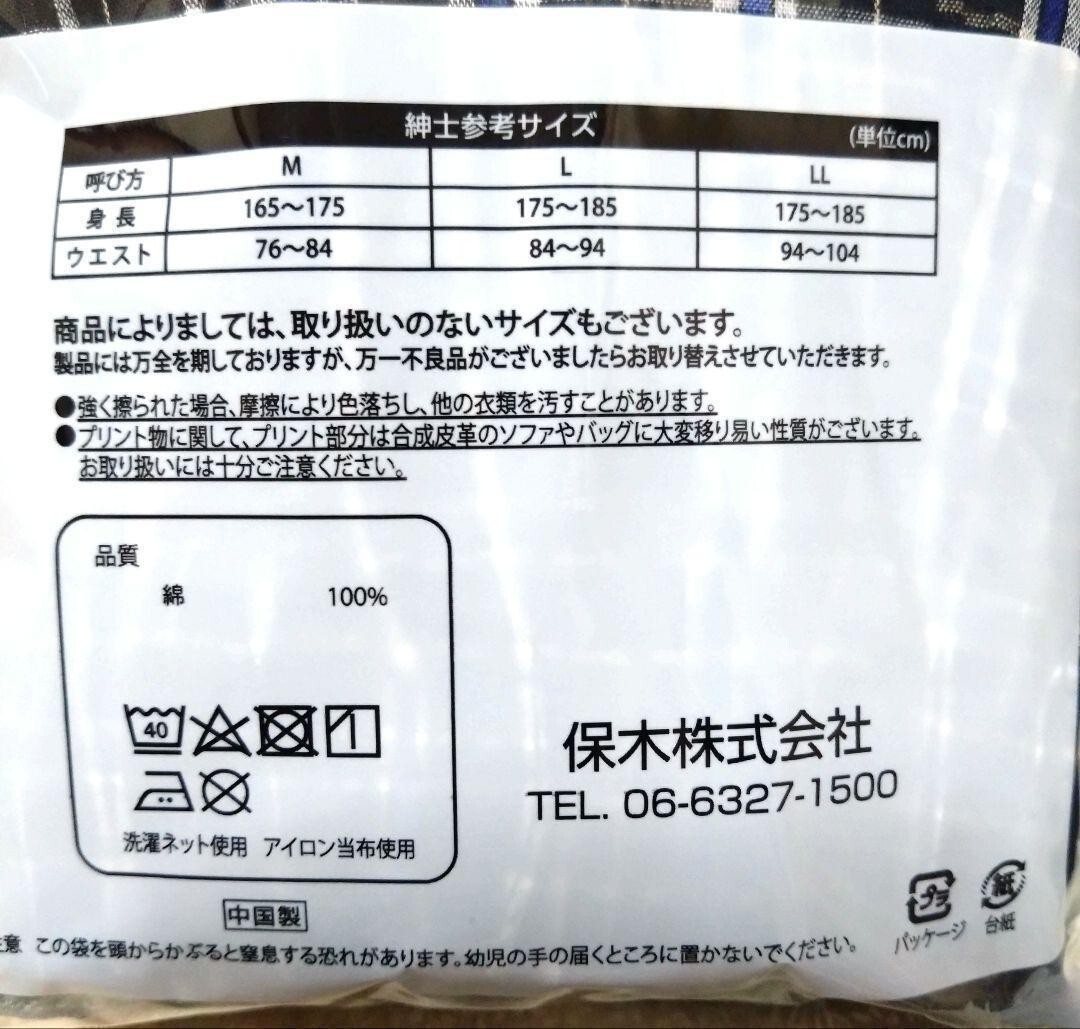 紳士参考サイズ (単位cm)
呼び方 M L LL
身長 165～175 175～185 175～185
ウエスト 76～84 84～94 94～104
商品によりましては、取り扱いのないサイズもございます。
製品には万全を期しておりますが、万一不良品がございましたらお取り替えさせていただきます。
●強く擦られた場合、摩擦により色落ちし、他の衣類を汚すことがあります。
●プリント物に関して、プリント部分は合成皮革のソファやバッグに大変移り易い性質がございます。
お取り扱いには十分ご注意ください。
品質
綿 100%
40
洗濯ネット使用 アイロン当布使用
保木株式会社
TEL. 06-6327-1500
中国製
プラ
パッケージ
紙
台紙
意 この袋を頭からかぶると窒息する恐れがあります。幼児の手の届くところに置かないでください。